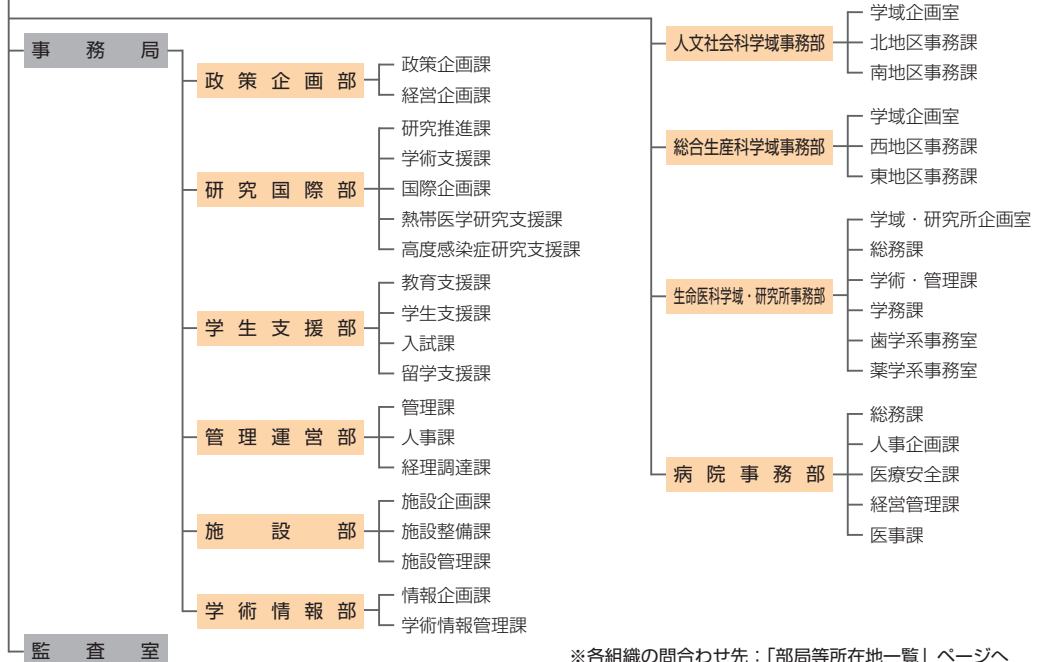 事務局
政策企画部
政策企画課
経営企画課
研究国際部
研究推進課
学術支援課
国際企画課
熱帯医学研究支援課
高度感染症研究支援課
学生支援部
教育支援課
学生支援課
入試課
留学支援課
管理運営部
管理課
人事課
経理調達課
施設部
施設企画課
施設整備課
施設管理課
学術情報部
情報企画課
学術情報管理課
監査室
人文社会科学域事務部
学域企画室
北地区事務課
南地区事務課
総合生産科学域事務部
学域企画室
西地区事務課
東地区事務課
生命医科学域・研究所事務部
学域・研究所企画室
総務課
学術・管理課
学務課
歯学系事務室
薬学系事務室
病院事務部
総務課
人事企画課
医療安全課
経営管理課
医事課
※各組織の問合わせ先：「部局等所在地一覧」ページへ